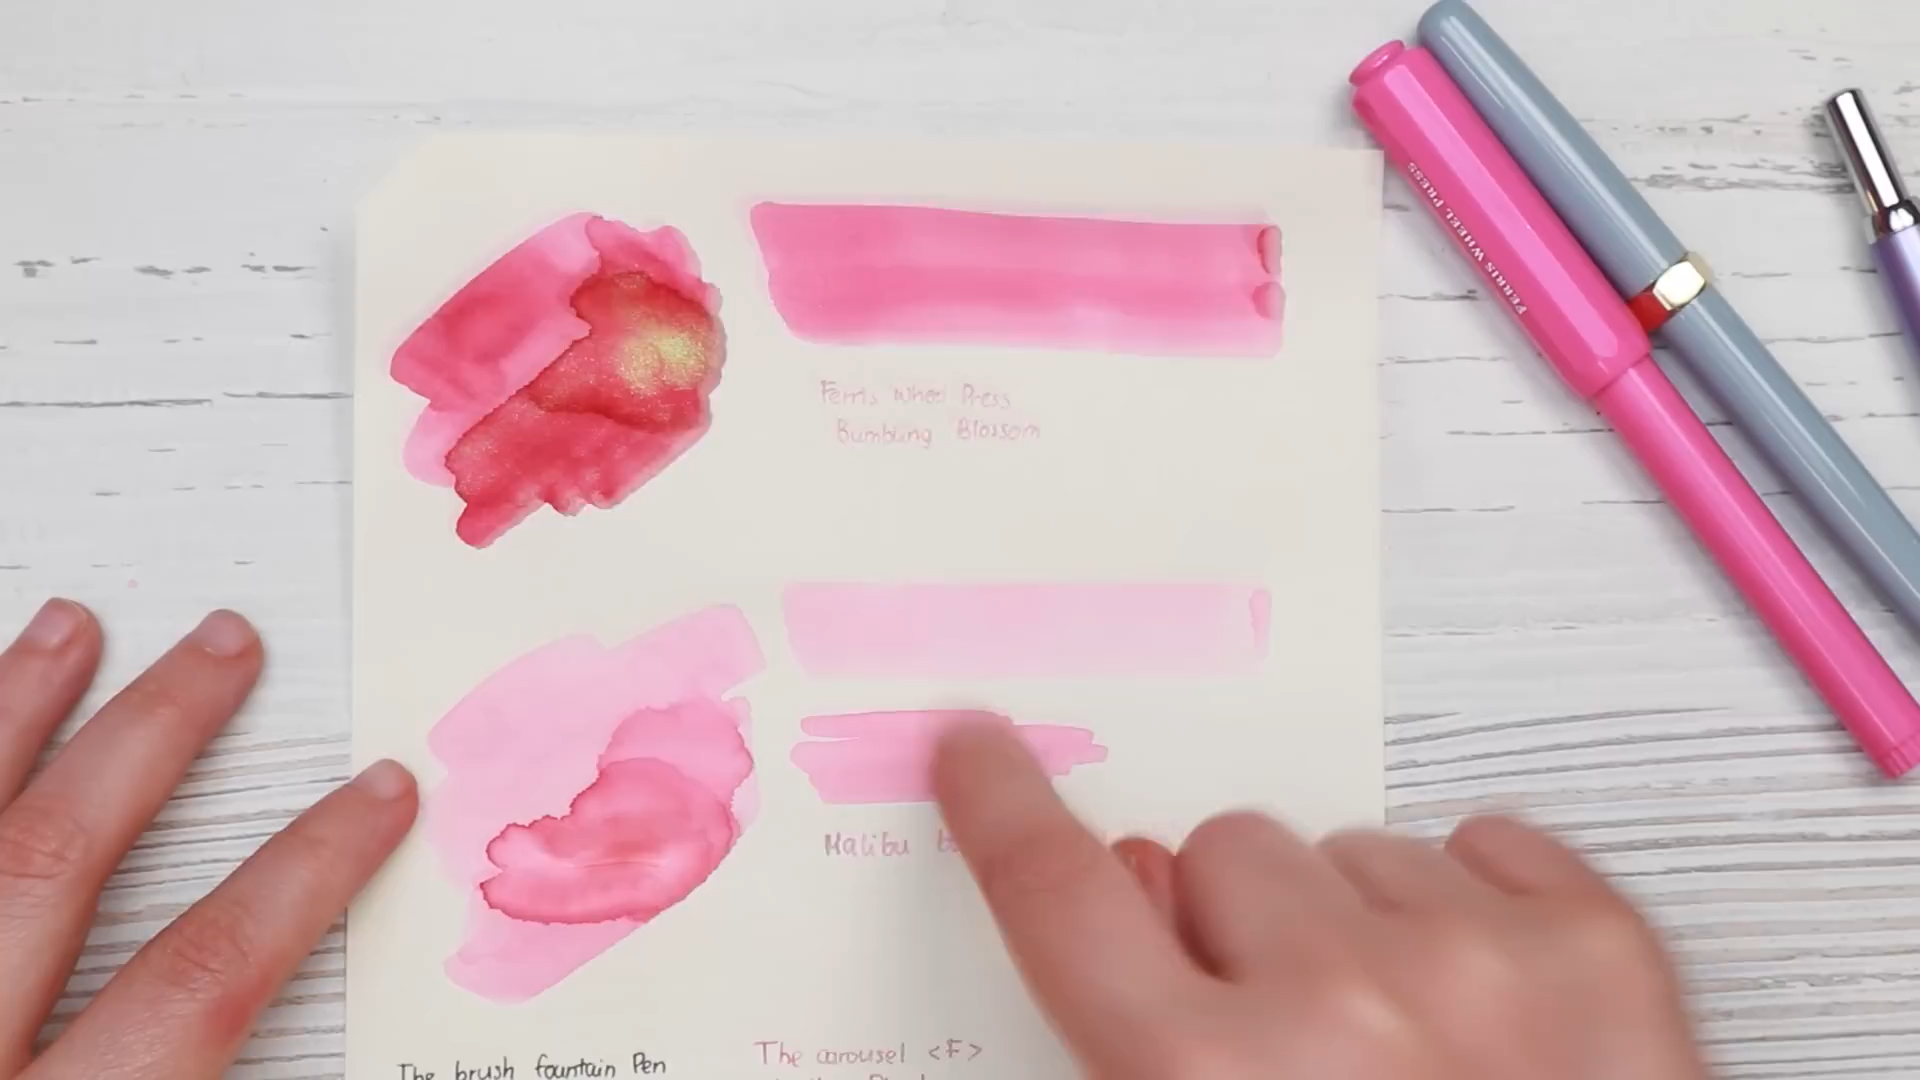 FERRIS WHEEL PRESS
Ferris Wheel Press
Bumbling Blossom
Malibu
The brush fountain Pen
The carousel <F>